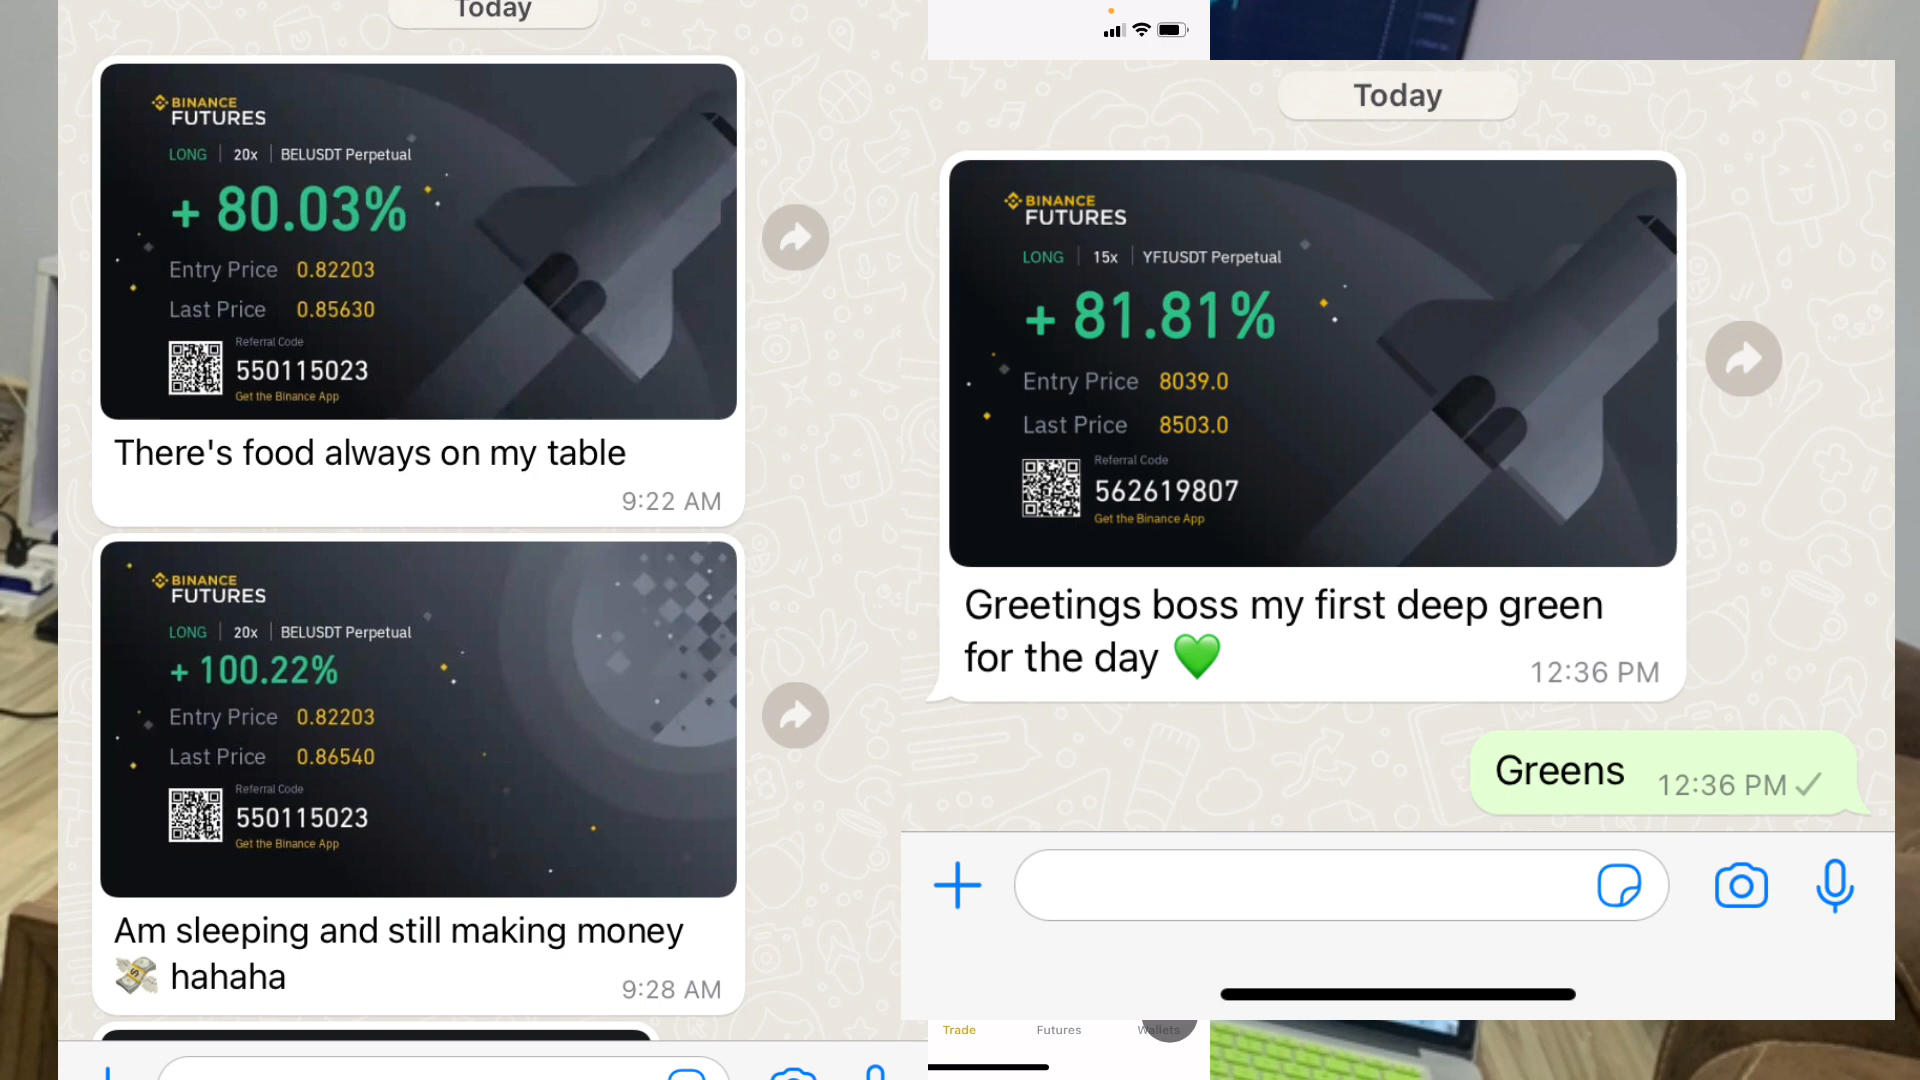 Today
BINANCE
FUTURES
LONG | 20x | BELUSDT Perpetual
+ 80.03%
Entry Price 0.82203
Last Price 0.85630
Referral Code
550115023
Get the Binance App
There's food always on my table
9:22 AM
BINANCE
FUTURES
LONG | 20x | BELUSDT Perpetual
+ 100.22%
Entry Price 0.82203
Last Price 0.86540
Referral Code
550115023
Get the Binance App
Am sleeping and still making money
💸 hahaha
9:28 AM
Today
BINANCE
FUTURES
LONG | 15x | YFIUSDT Perpetual
+ 81.81%
Entry Price 8039.0
Last Price 8503.0
Referral Code
562619807
Get the Binance App
Greetings boss my first deep green
for the day 💚
12:36 PM
Greens 12:36 PM
Trade Futures Wallets